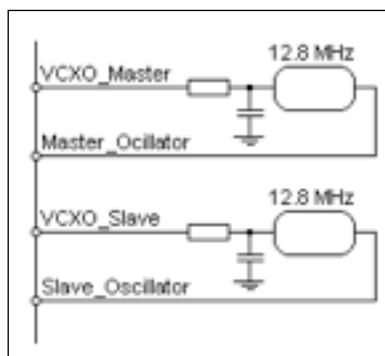 12.8 MHz
VCXO_Master
Master_Ocillator
12.8 MHz
VCXO_Slave
Slave_Oscillator